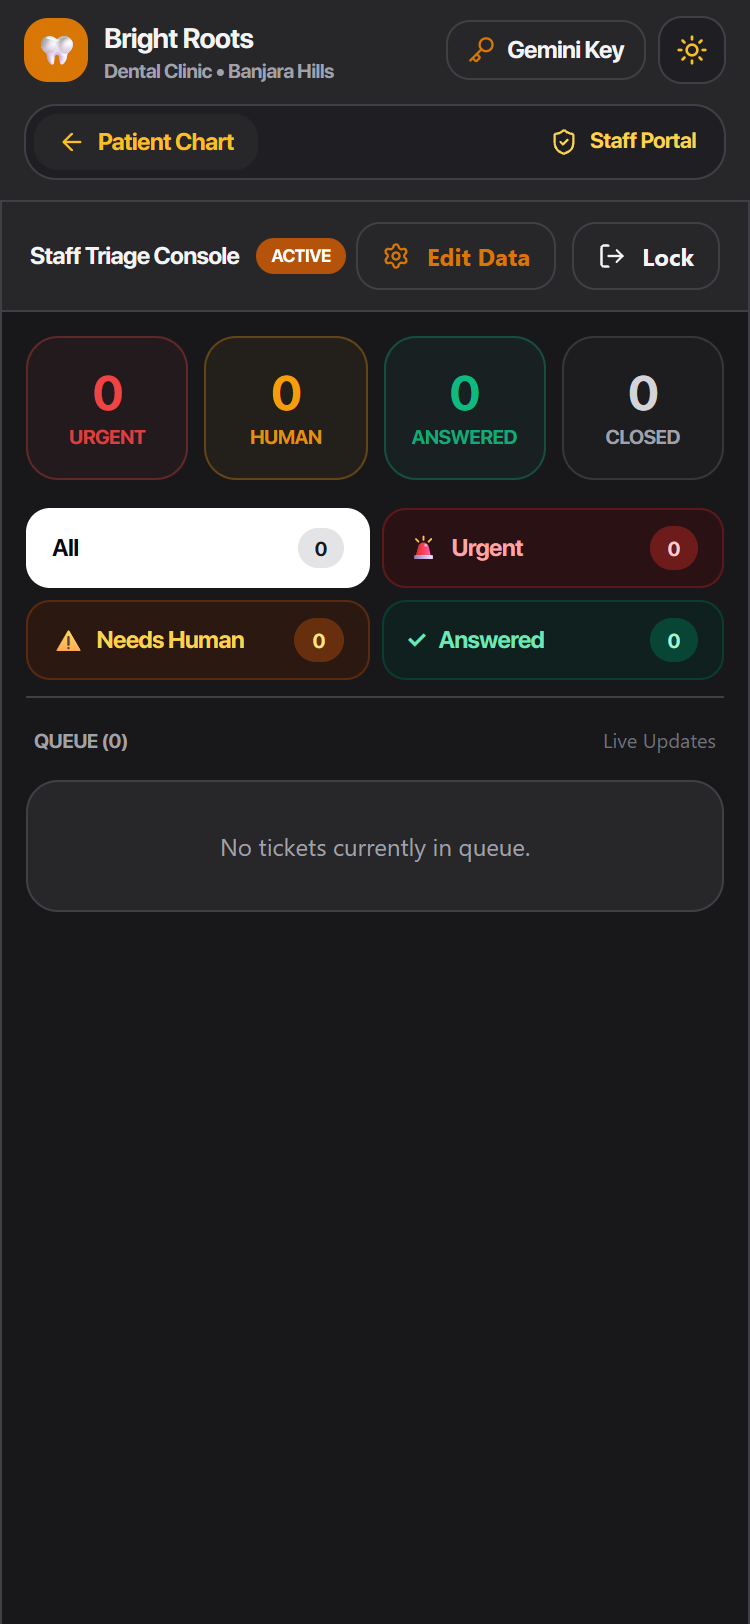 Bright Roots
Dental Clinic • Banjara Hills
Gemini Key
Patient Chart
Staff Portal
Staff Triage Console
ACTIVE
Edit Data
Lock
0
URGENT
0
HUMAN
0
ANSWERED
0
CLOSED
All 0
Urgent 0
Needs Human 0
Answered 0
QUEUE (0)
Live Updates
No tickets currently in queue.